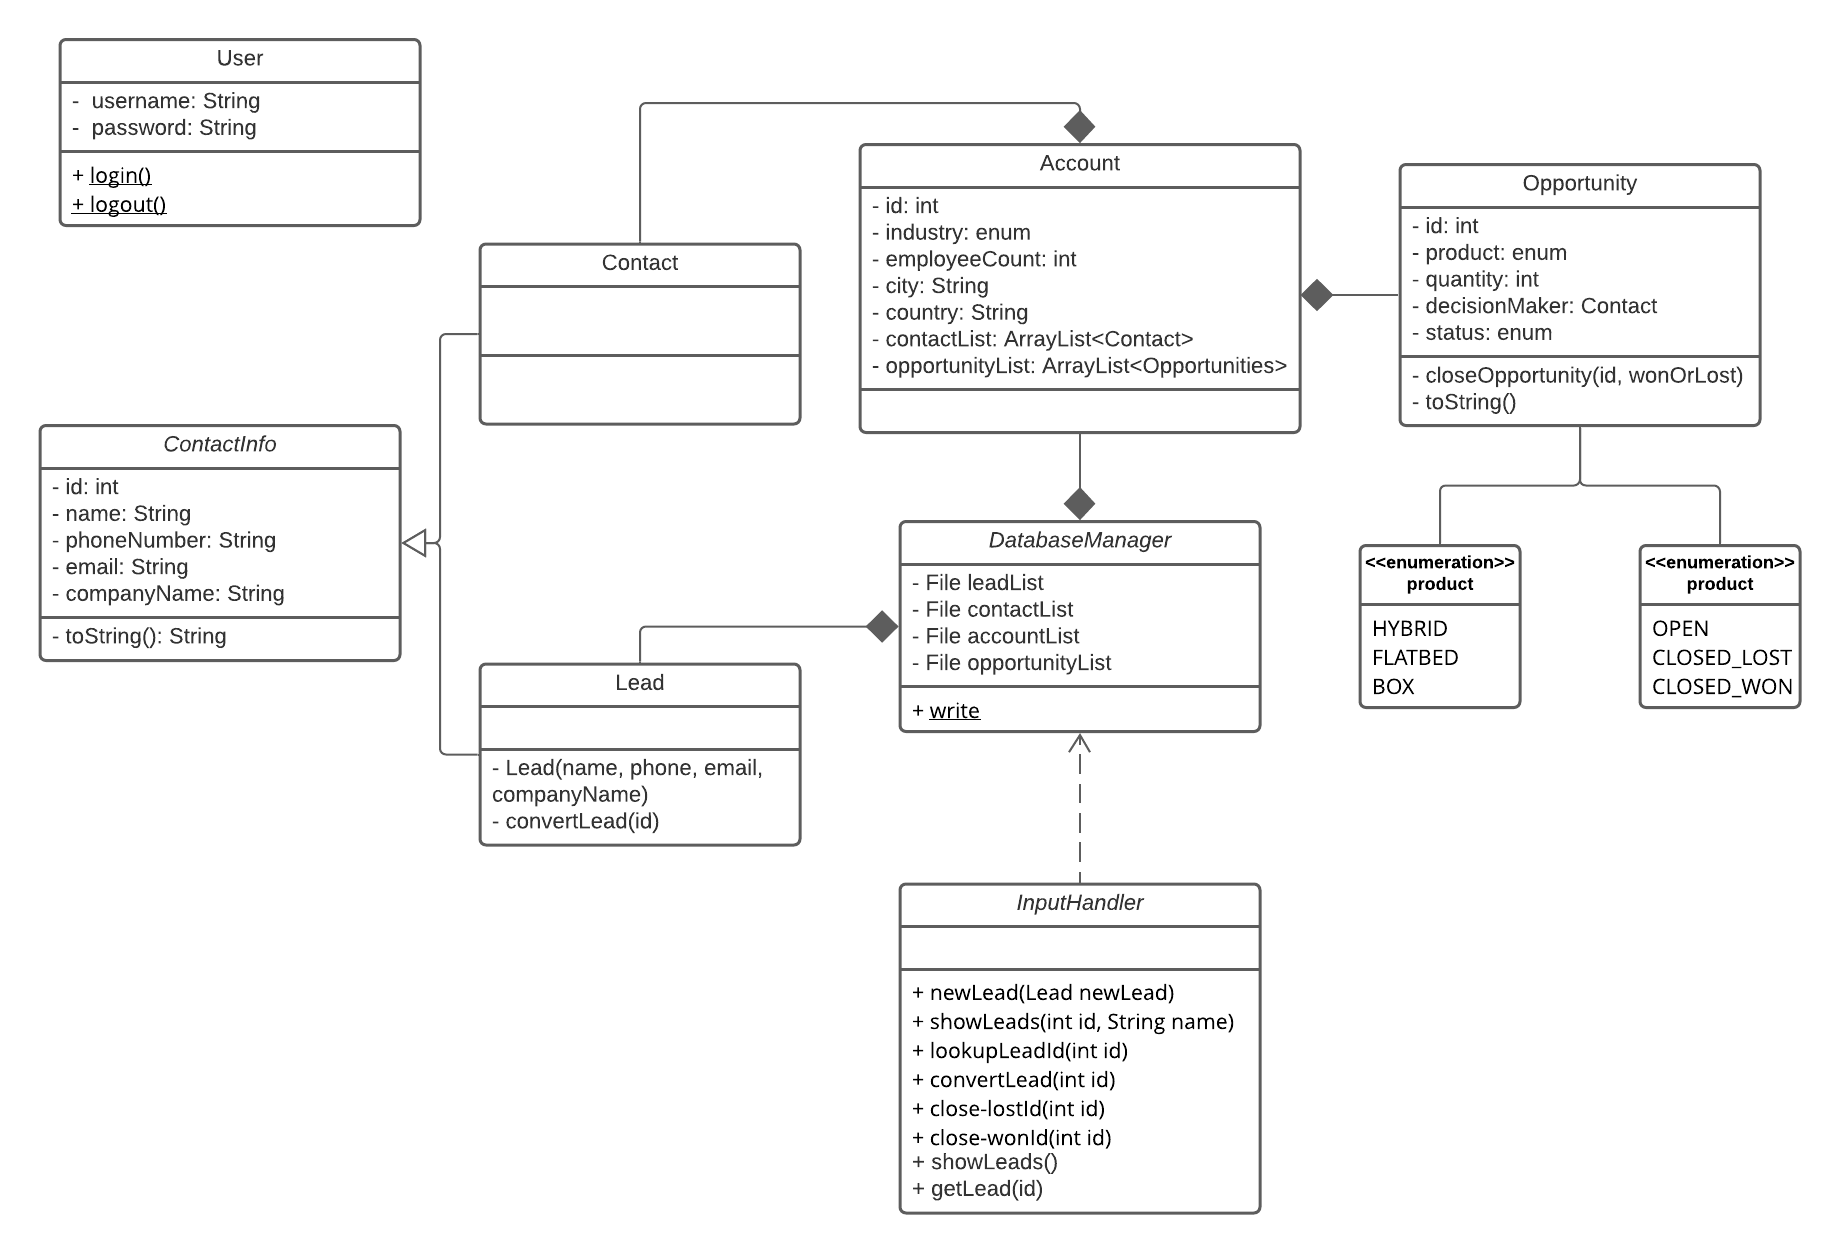 User
- username: String
- password: String
+ login()
+ logout()
Contact
Account
- id: int
- industry: enum
- employeeCount: int
- city: String
- country: String
- contactList: ArrayList<Contact>
- opportunityList: ArrayList<Opportunities>
Opportunity
- id: int
- product: enum
- quantity: int
- decisionMaker: Contact
- status: enum
- closeOpportunity(id, wonOrLost)
- toString()
ContactInfo
- id: int
- name: String
- phoneNumber: String
- email: String
- companyName: String
- toString(): String
DatabaseManager
- File leadList
- File contactList
- File accountList
- File opportunityList
+ write
<<enumeration>>
product
HYBRID
FLATBED
BOX
<<enumeration>>
product
OPEN
CLOSED_LOST
CLOSED_WON
Lead
- Lead(name, phone, email,
companyName)
- convertLead(id)
InputHandler
+ newLead(Lead newLead)
+ showLeads(int id, String name)
+ lookupLeadId(int id)
+ convertLead(int id)
+ close-lostId(int id)
+ close-wonId(int id)
+ showLeads()
+ getLead(id)